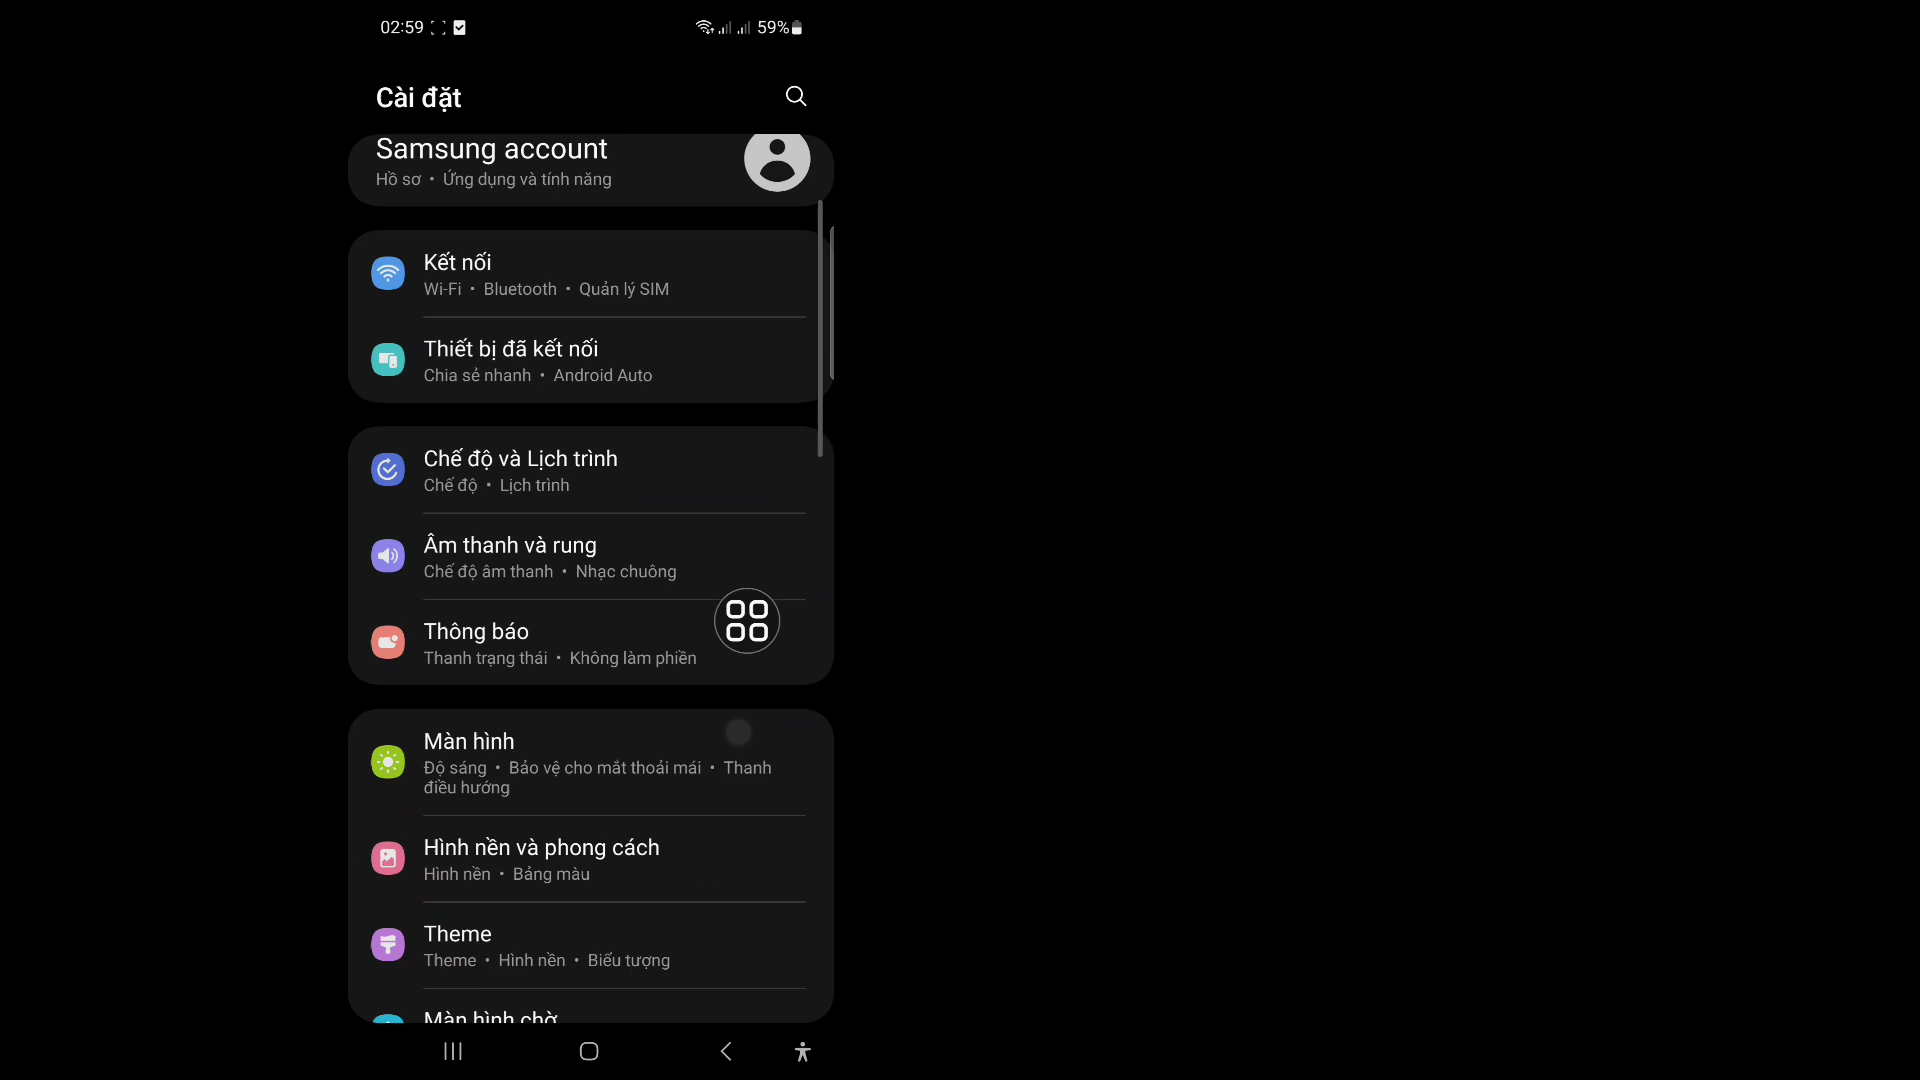 02:59 59%
Cài đặt
Samsung account
Hồ sơ • Ứng dụng và tính năng
Kết nối
Wi-Fi • Bluetooth • Quản lý SIM
Thiết bị đã kết nối
Chia sẻ nhanh • Android Auto
Chế độ và Lịch trình
Chế độ • Lịch trình
Âm thanh và rung
Chế độ âm thanh • Nhạc chuông
Thông báo
Thanh trạng thái • Không làm phiền
Màn hình
Độ sáng • Bảo vệ cho mắt thoải mái • Thanh
điều hướng
Hình nền và phong cách
Hình nền • Bảng màu
Theme
Theme • Hình nền • Biểu tượng
Màn hình chờ